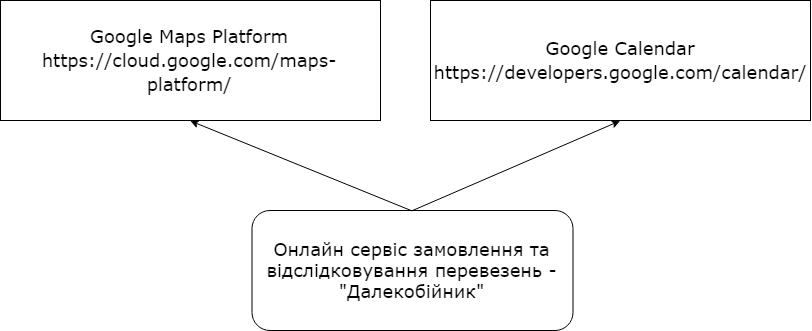 Google Maps Platform
https://cloud.google.com/maps-
platform/
Google Calendar
https://developers.google.com/calendar/
Онлайн сервіс замовлення та
відслідковування перевезень -
"Далекобійник"